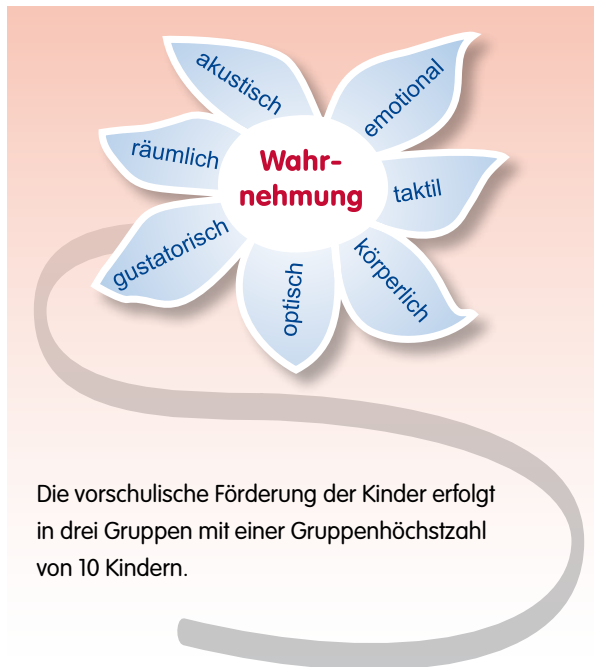 akustisch
emotional
räumlich
Wahr-
nehmung
taktil
gustatorisch
optisch
körperlich
Die vorschulische Förderung der Kinder erfolgt
in drei Gruppen mit einer Gruppenhöchstzahl
von 10 Kindern.